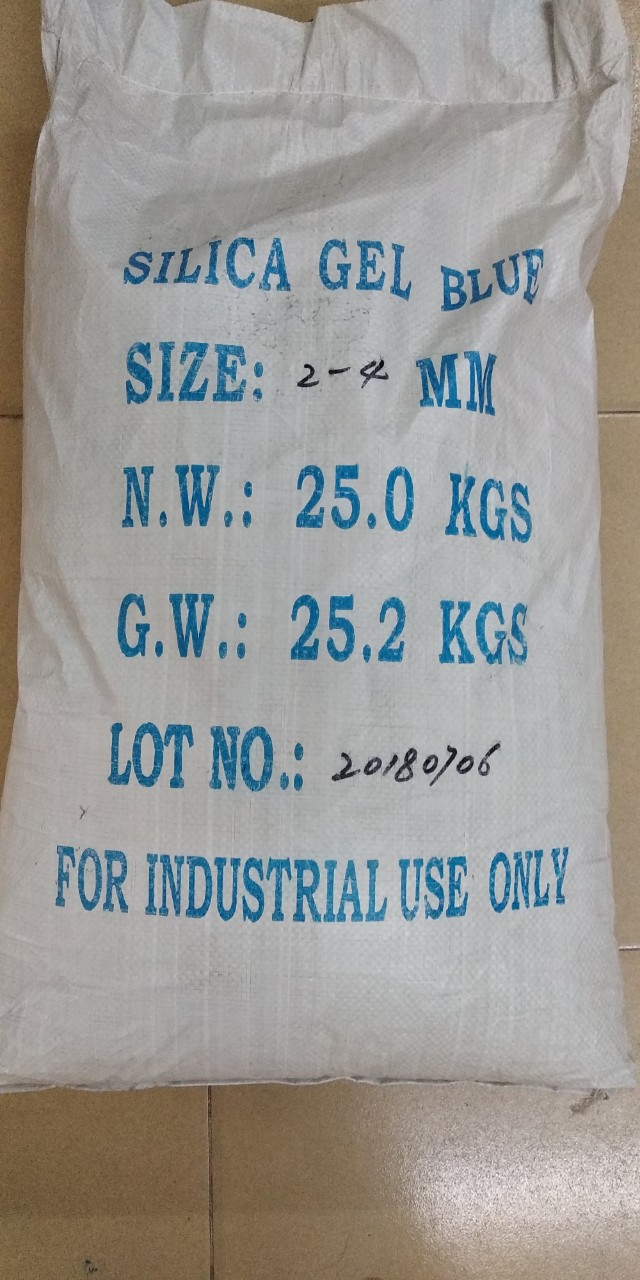 SILICA GEL BLUE
SIZE: 2-4 MM
N.W.: 25.0 KGS
G.W.: 25.2 KGS
LOT NO.: 20180706
FOR INDUSTRIAL USE ONLY